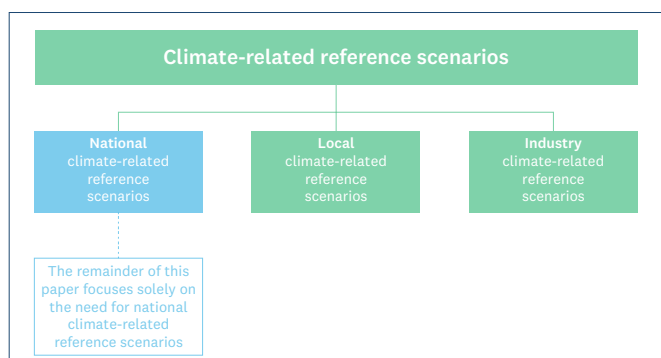 Climate-related reference scenarios
National
climate-related
reference
scenarios
Local
climate-related
reference
scenarios
Industry
climate-related
reference
scenarios
The remainder of this
paper focuses solely on
the need for national
climate-related
reference scenarios